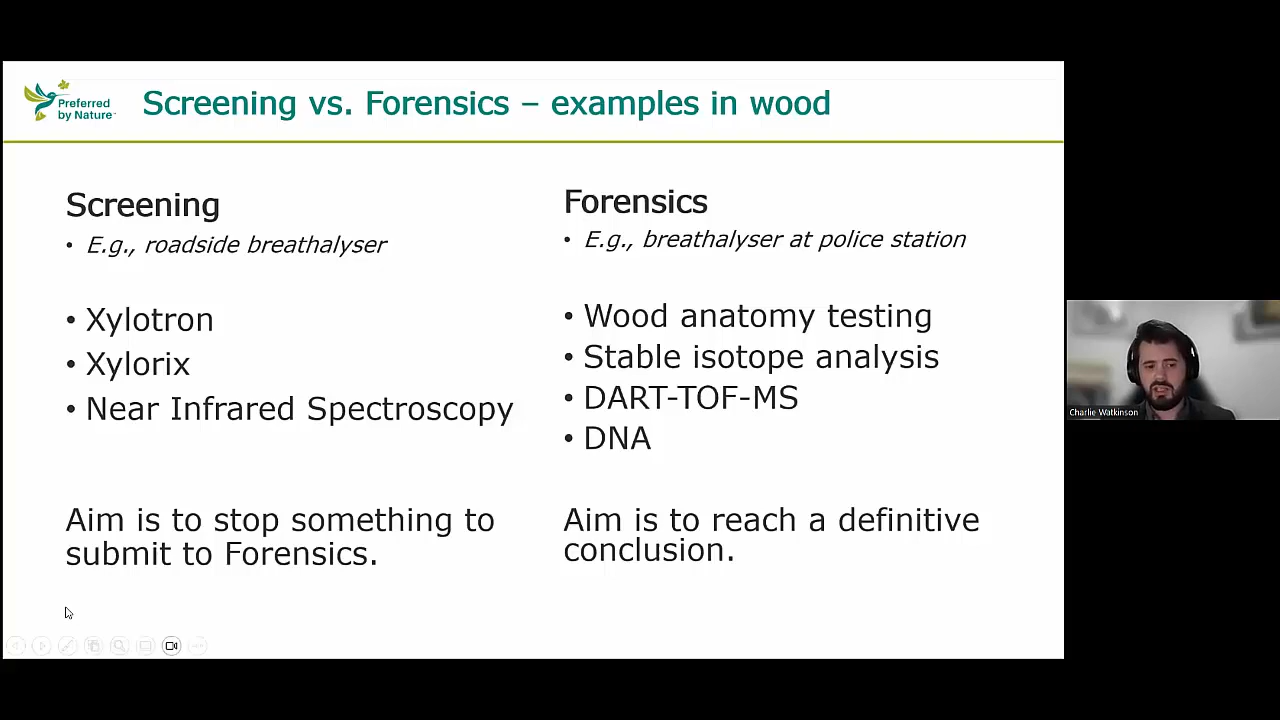 Preferred
by Nature™
Screening vs. Forensics – examples in wood
Screening
• E.g., roadside breathalyser
• Xylotron
• Xylorix
• Near Infrared Spectroscopy
Aim is to stop something to
submit to Forensics.
Forensics
• E.g., breathalyser at police station
• Wood anatomy testing
• Stable isotope analysis
• DART-TOF-MS
• DNA
Aim is to reach a definitive
conclusion.
Charlie Watkinson